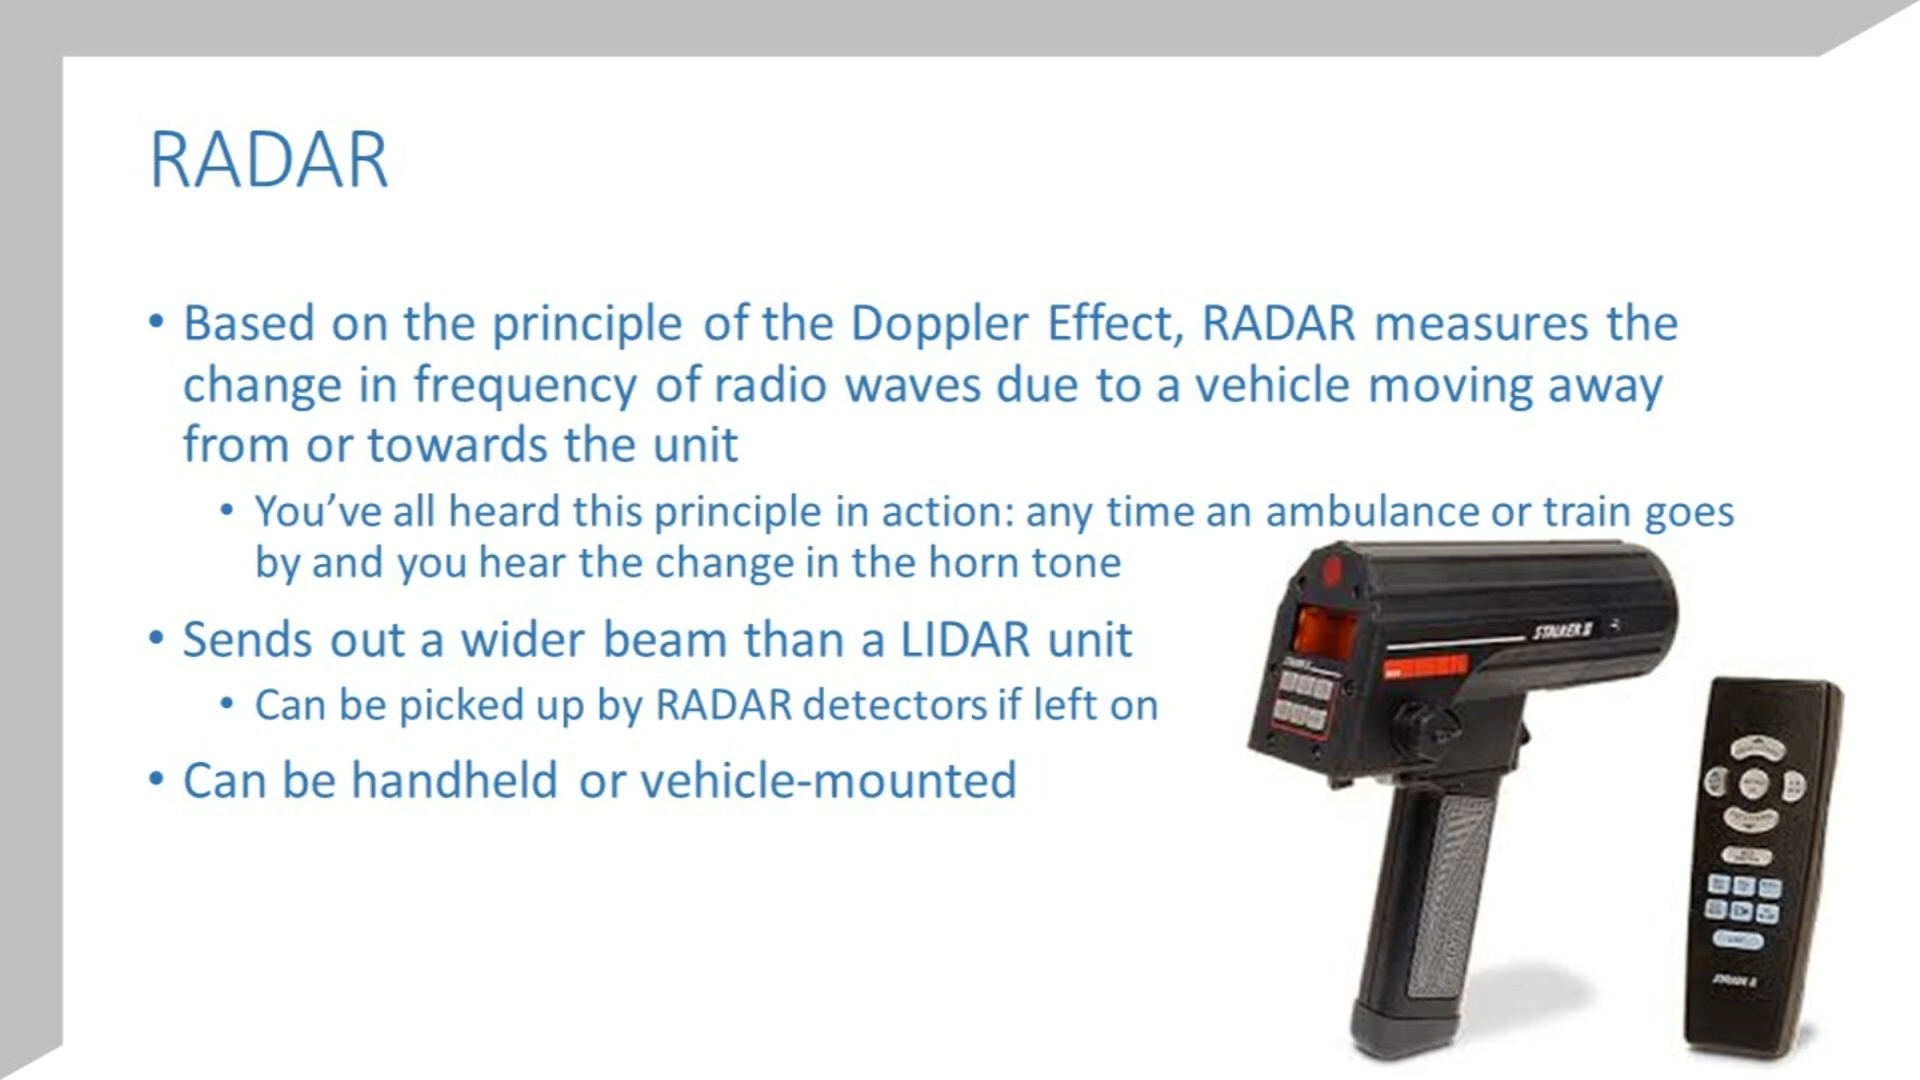 RADAR
• Based on the principle of the Doppler Effect, RADAR measures the
change in frequency of radio waves due to a vehicle moving away
from or towards the unit
• You’ve all heard this principle in action: any time an ambulance or train goes
by and you hear the change in the horn tone
• Sends out a wider beam than a LIDAR unit
• Can be picked up by RADAR detectors if left on
• Can be handheld or vehicle-mounted
STALKER II